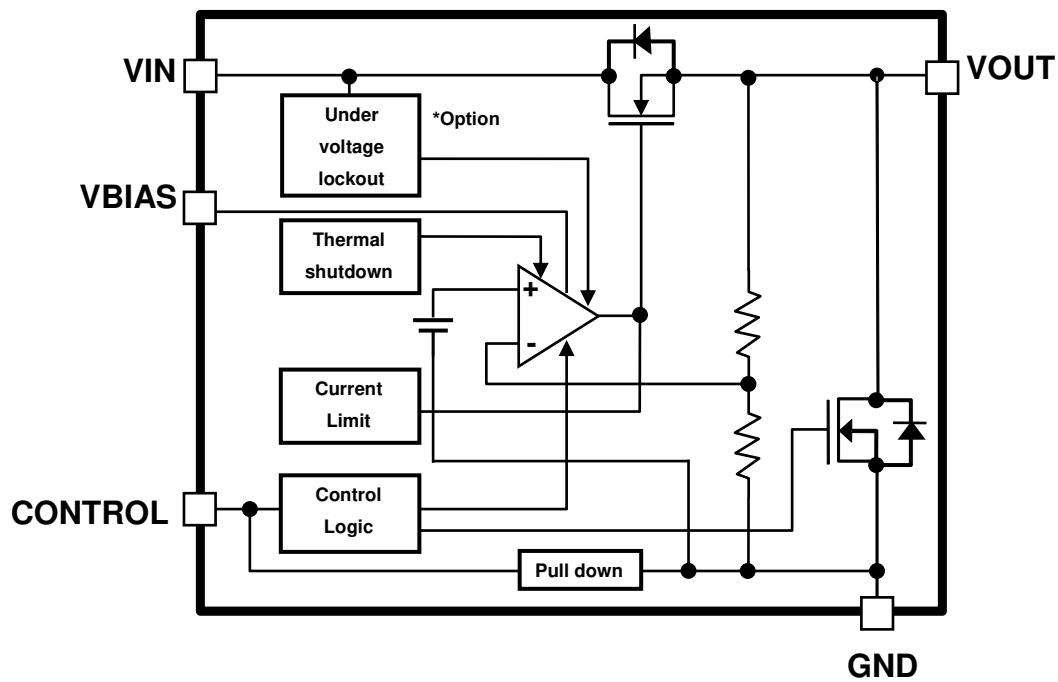 VIN
VOUT
Under
voltage
lockout
*Option
VBIAS
Thermal
shutdown
+
-
Current
Limit
CONTROL
Control
Logic
Pull down
GND